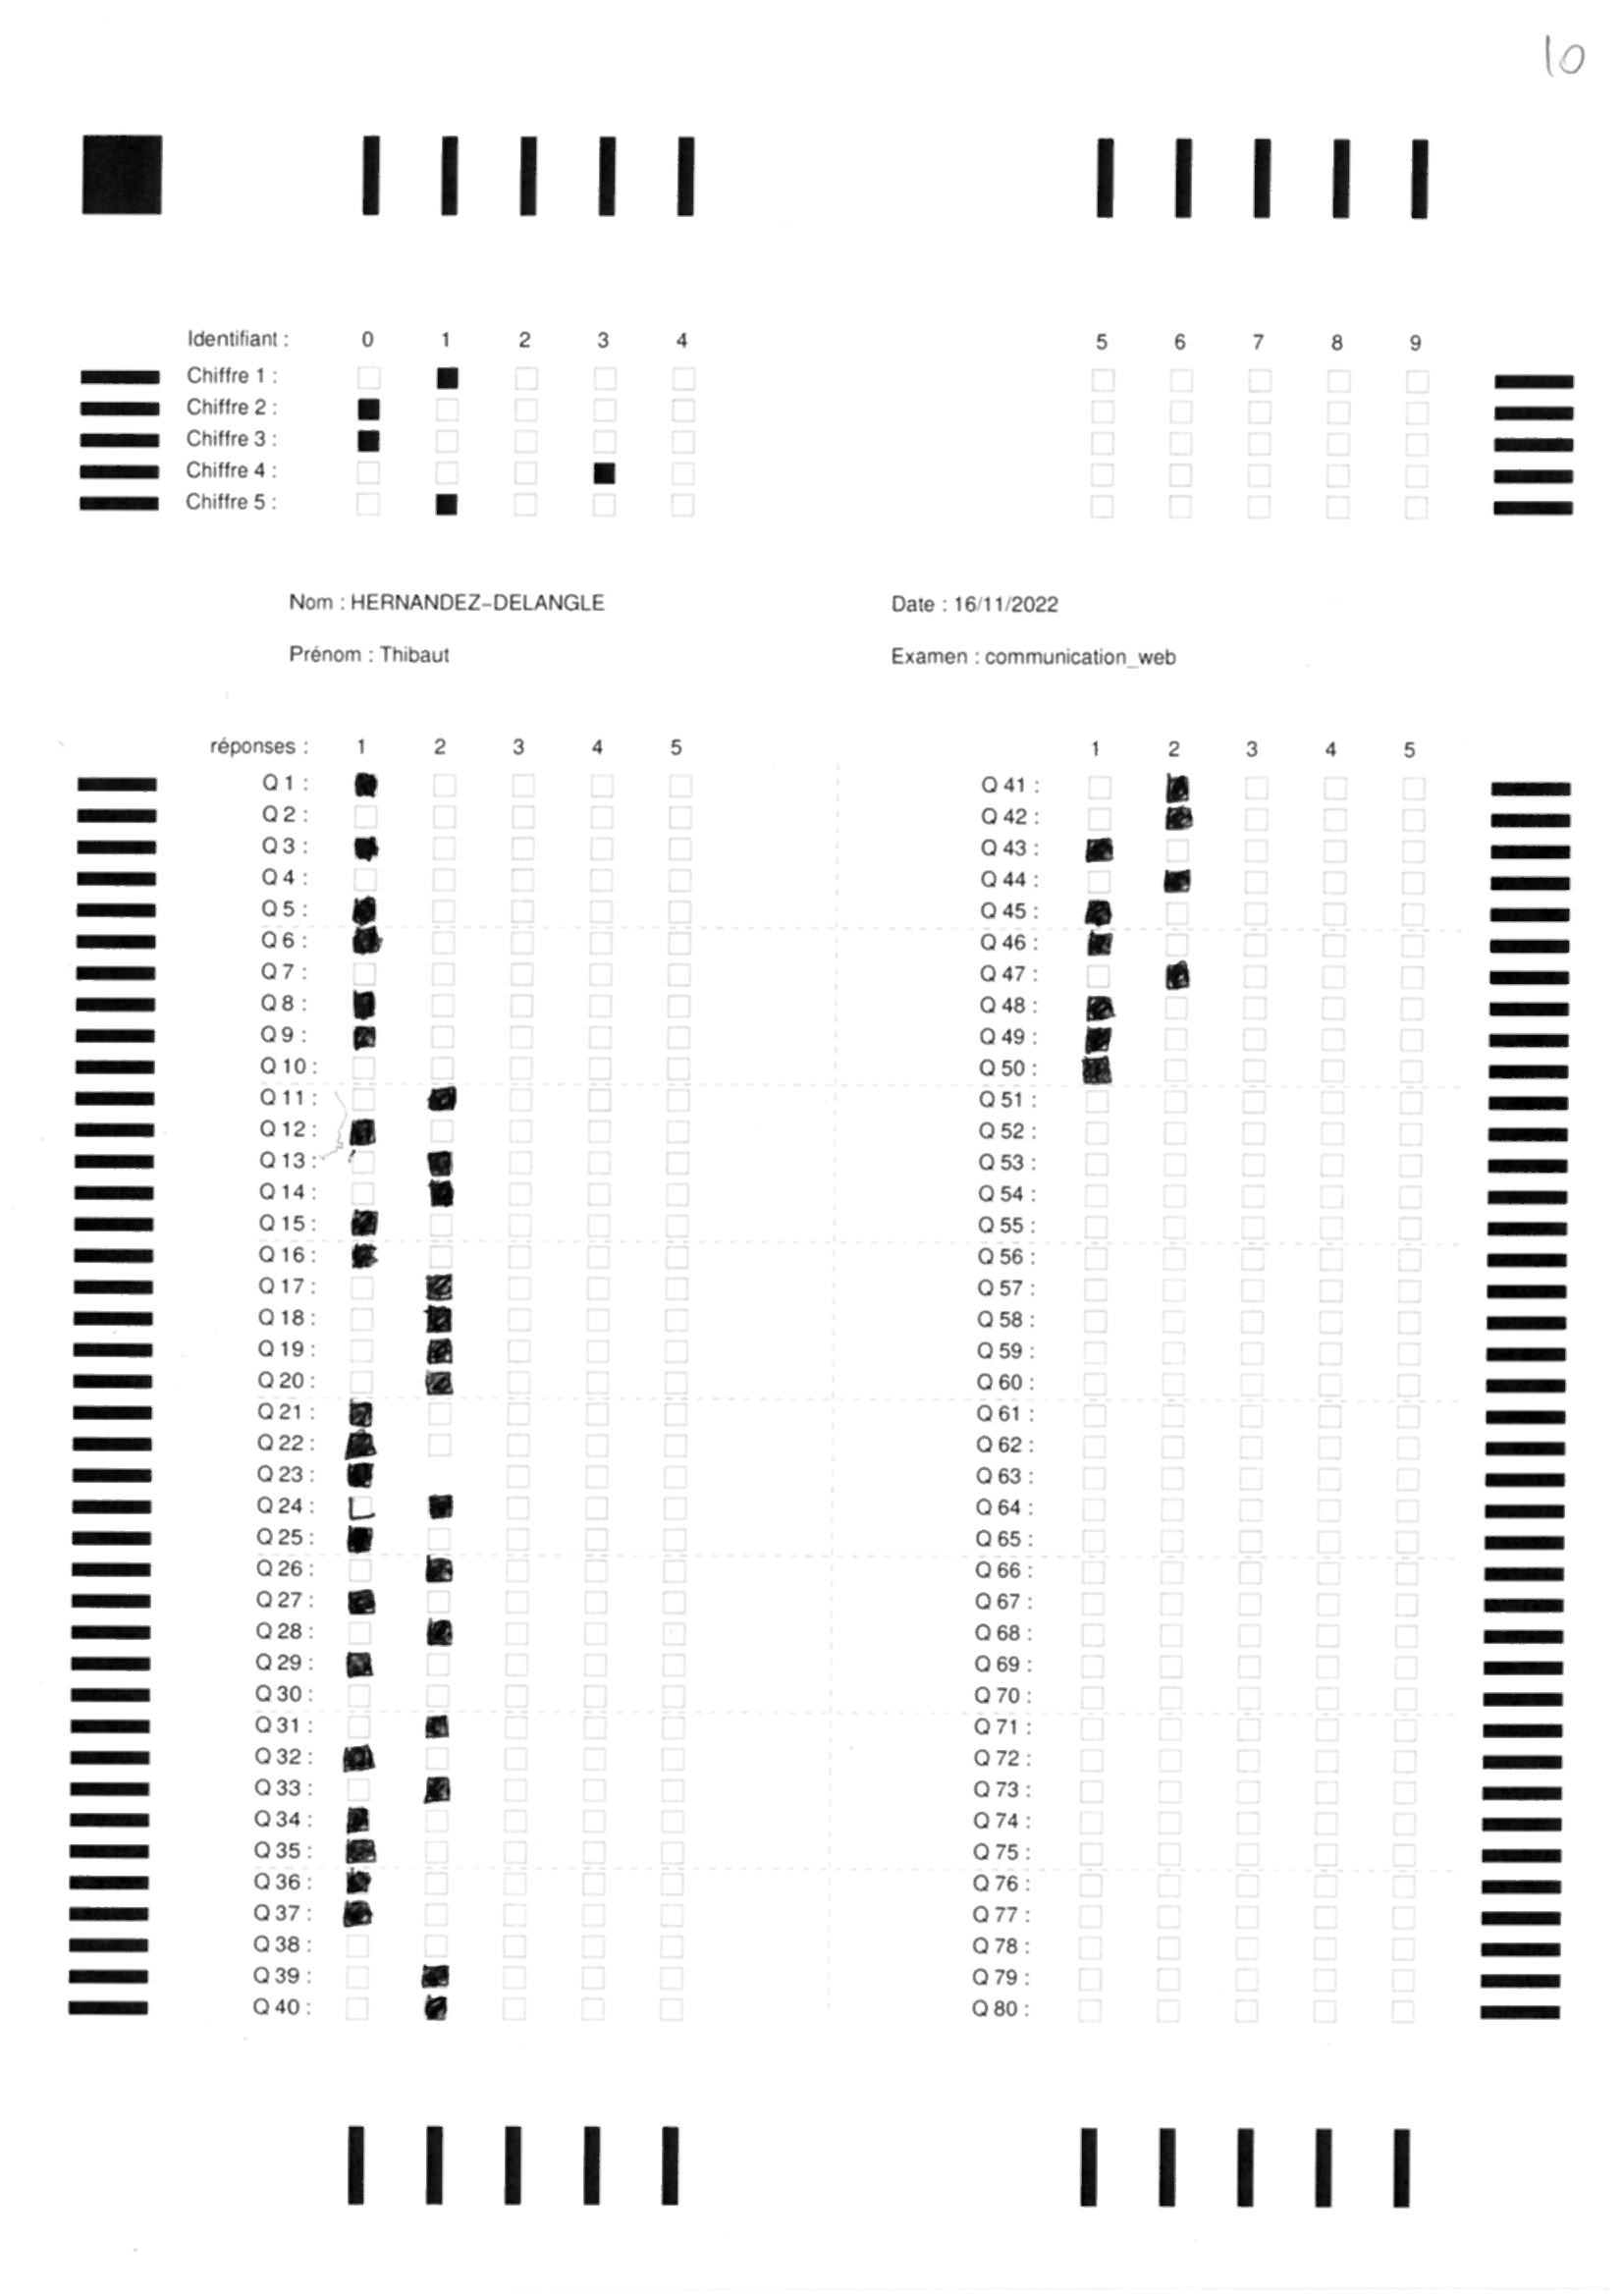 10
Identifiant : 0 1 2 3 4 5 6 7 8 9
Chiffre 1 :
Chiffre 2 :
Chiffre 3 :
Chiffre 4 :
Chiffre 5 :
Nom : HERNANDEZ-DELANGLE
Date : 16/11/2022
Prénom : Thibaut
Examen : communication_web
réponses : 1 2 3 4 5
Q 1 :
Q 2 :
Q 3 :
Q 4 :
Q 5 :
Q 6 :
Q 7 :
Q 8 :
Q 9 :
Q 10 :
Q 11 :
Q 12 :
Q 13 :
Q 14 :
Q 15 :
Q 16 :
Q 17 :
Q 18 :
Q 19 :
Q 20 :
Q 21 :
Q 22 :
Q 23 :
Q 24 :
Q 25 :
Q 26 :
Q 27 :
Q 28 :
Q 29 :
Q 30 :
Q 31 :
Q 32 :
Q 33 :
Q 34 :
Q 35 :
Q 36 :
Q 37 :
Q 38 :
Q 39 :
Q 40 :
1 2 3 4 5
Q 41 :
Q 42 :
Q 43 :
Q 44 :
Q 45 :
Q 46 :
Q 47 :
Q 48 :
Q 49 :
Q 50 :
Q 51 :
Q 52 :
Q 53 :
Q 54 :
Q 55 :
Q 56 :
Q 57 :
Q 58 :
Q 59 :
Q 60 :
Q 61 :
Q 62 :
Q 63 :
Q 64 :
Q 65 :
Q 66 :
Q 67 :
Q 68 :
Q 69 :
Q 70 :
Q 71 :
Q 72 :
Q 73 :
Q 74 :
Q 75 :
Q 76 :
Q 77 :
Q 78 :
Q 79 :
Q 80 :